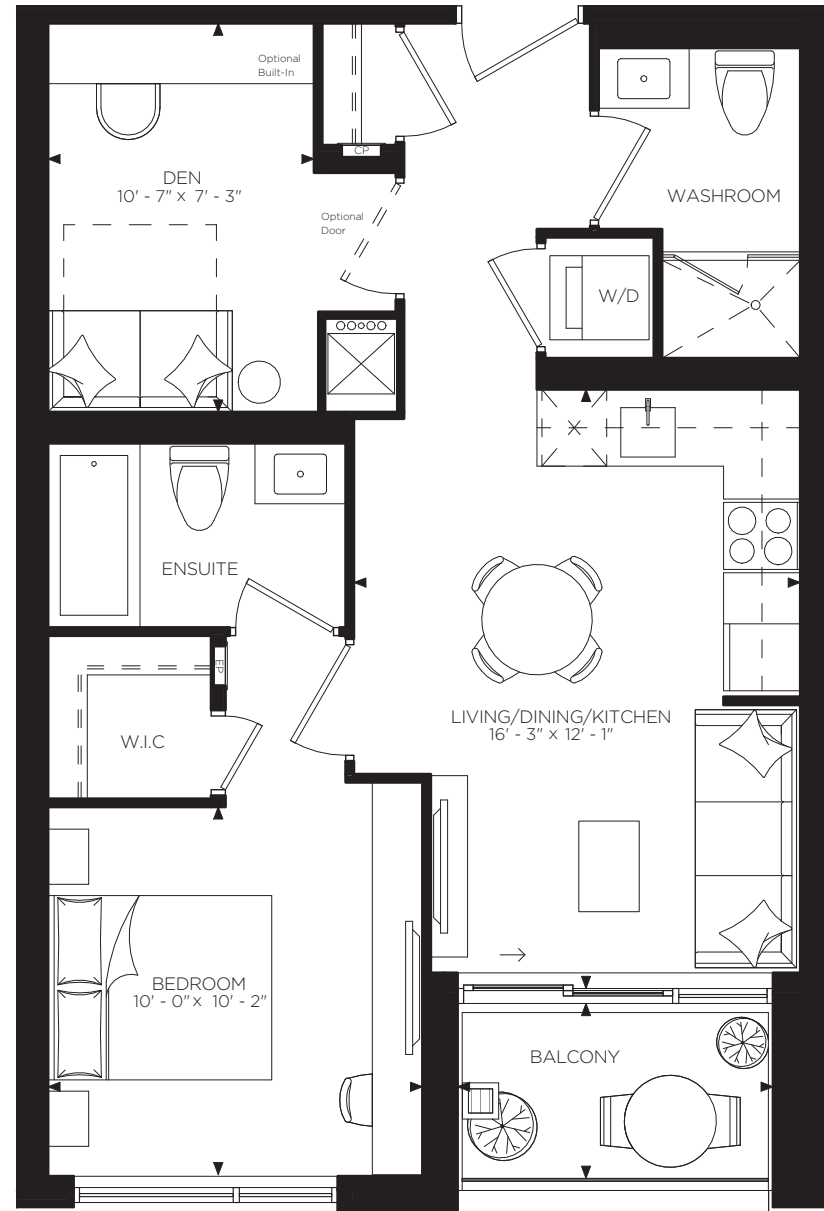 Optional
Built-In
CP
DEN
10' - 7" x 7' - 3"
WASHROOM
Optional
Door
W/D
ENSUITE
EP
LIVING/DINING/KITCHEN
16' - 3" x 12' - 1"
W.I.C
BEDROOM
10' - 0" x 10' - 2"
BALCONY